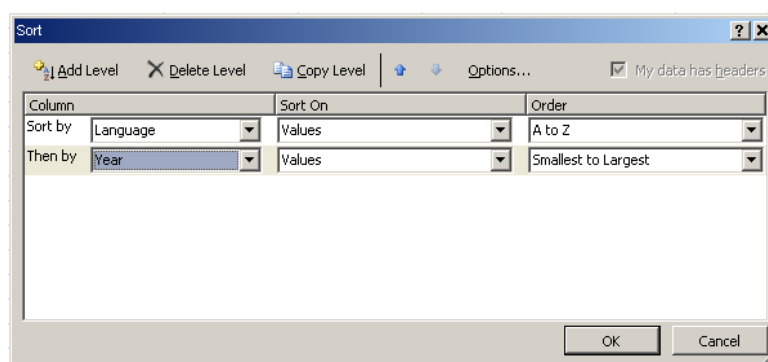 Sort
Add Level Delete Level Copy Level Options... My data has headers
Column Sort On Order
Sort by Language Values A to Z
Then by Year Values Smallest to Largest
OK Cancel